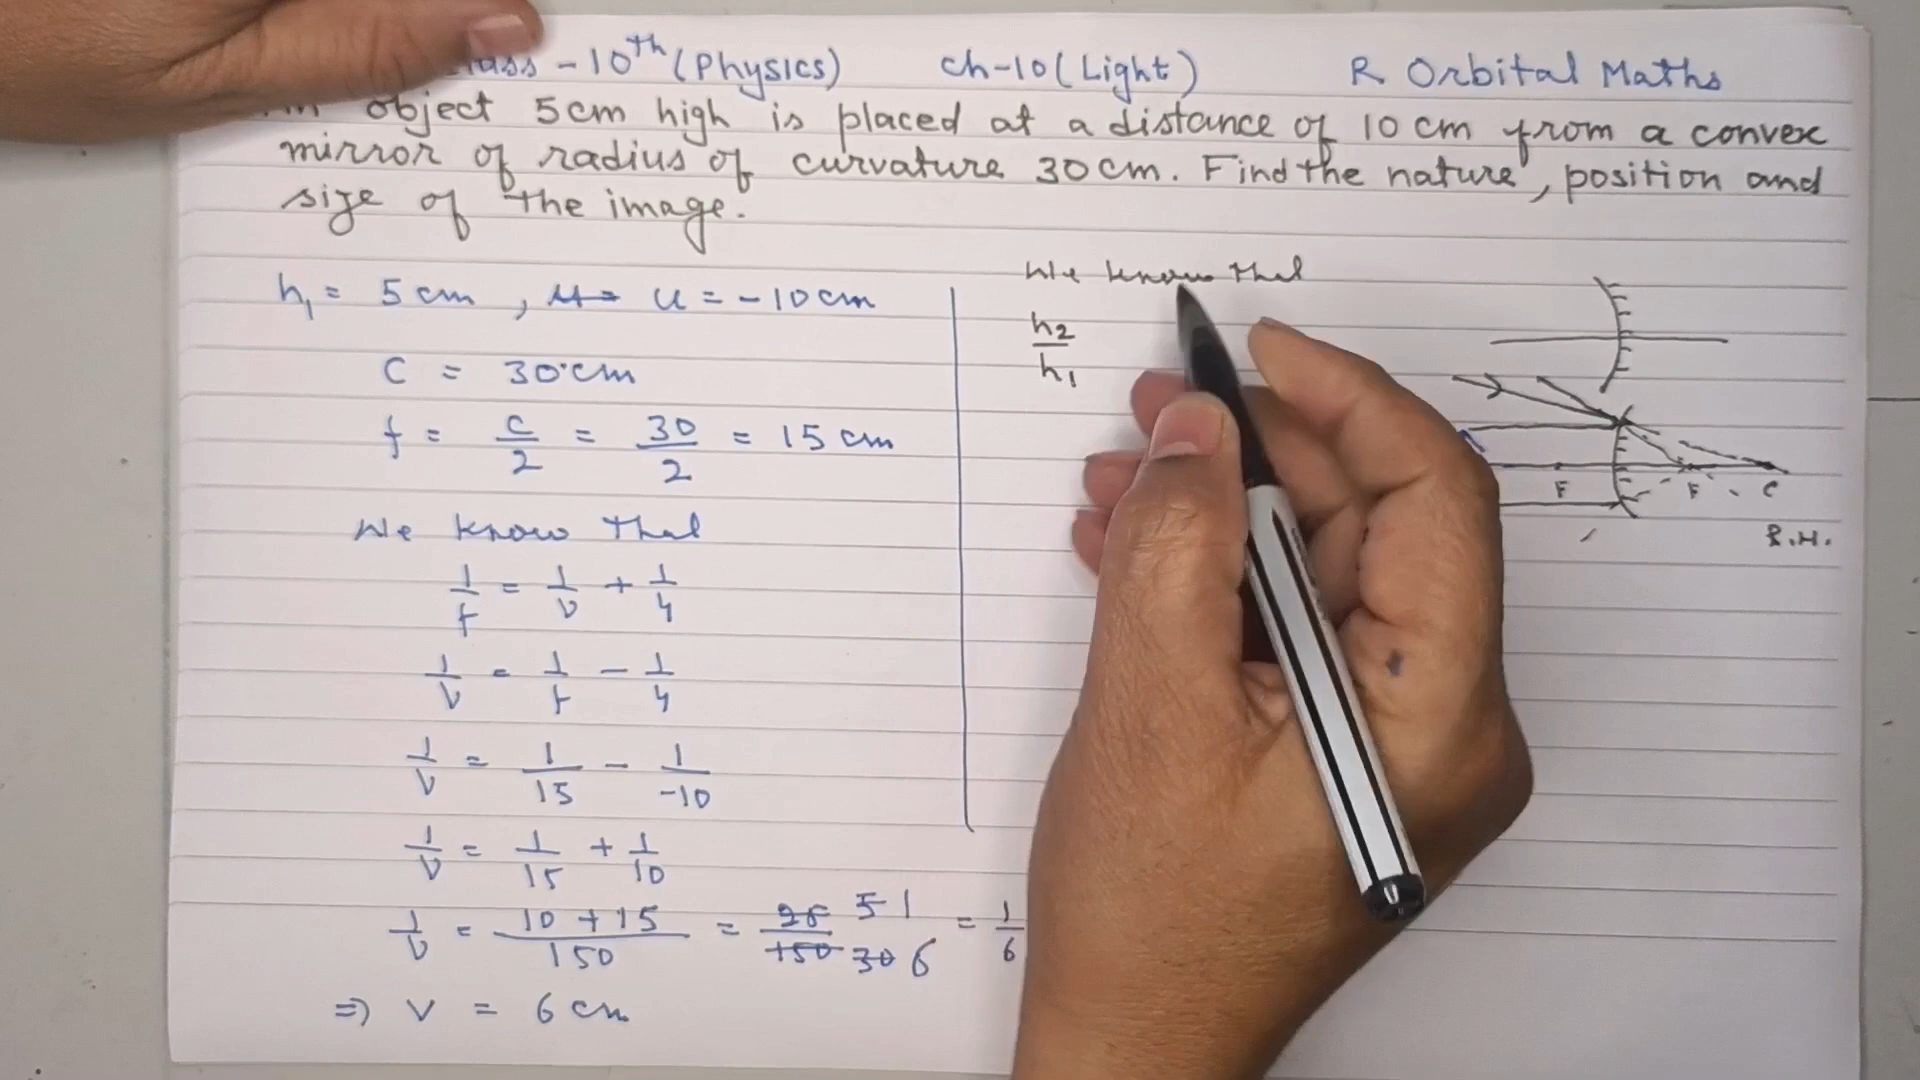 ass - 10th (Physics) Ch-10 (Light) R Orbital Maths
object 5cm high is placed at a distance of 10 cm from a convex
mirror of radius of curvature 30 cm. Find the nature, position and
size of the image.
h₁ = 5 cm , u = -10 cm
C = 30 cm
f = C/2 = 30/2 = 15 cm
We know that
1/f = 1/v + 1/u
1/v = 1/f - 1/u
1/v = 1/15 - 1/-10
1/v = 1/15 + 1/10
1/v = 10 + 15/150 = 25/150 5/30 1/6 = 1/6
⇒ v = 6 cm
We know that
h₂/h₁
F F C
R.H.